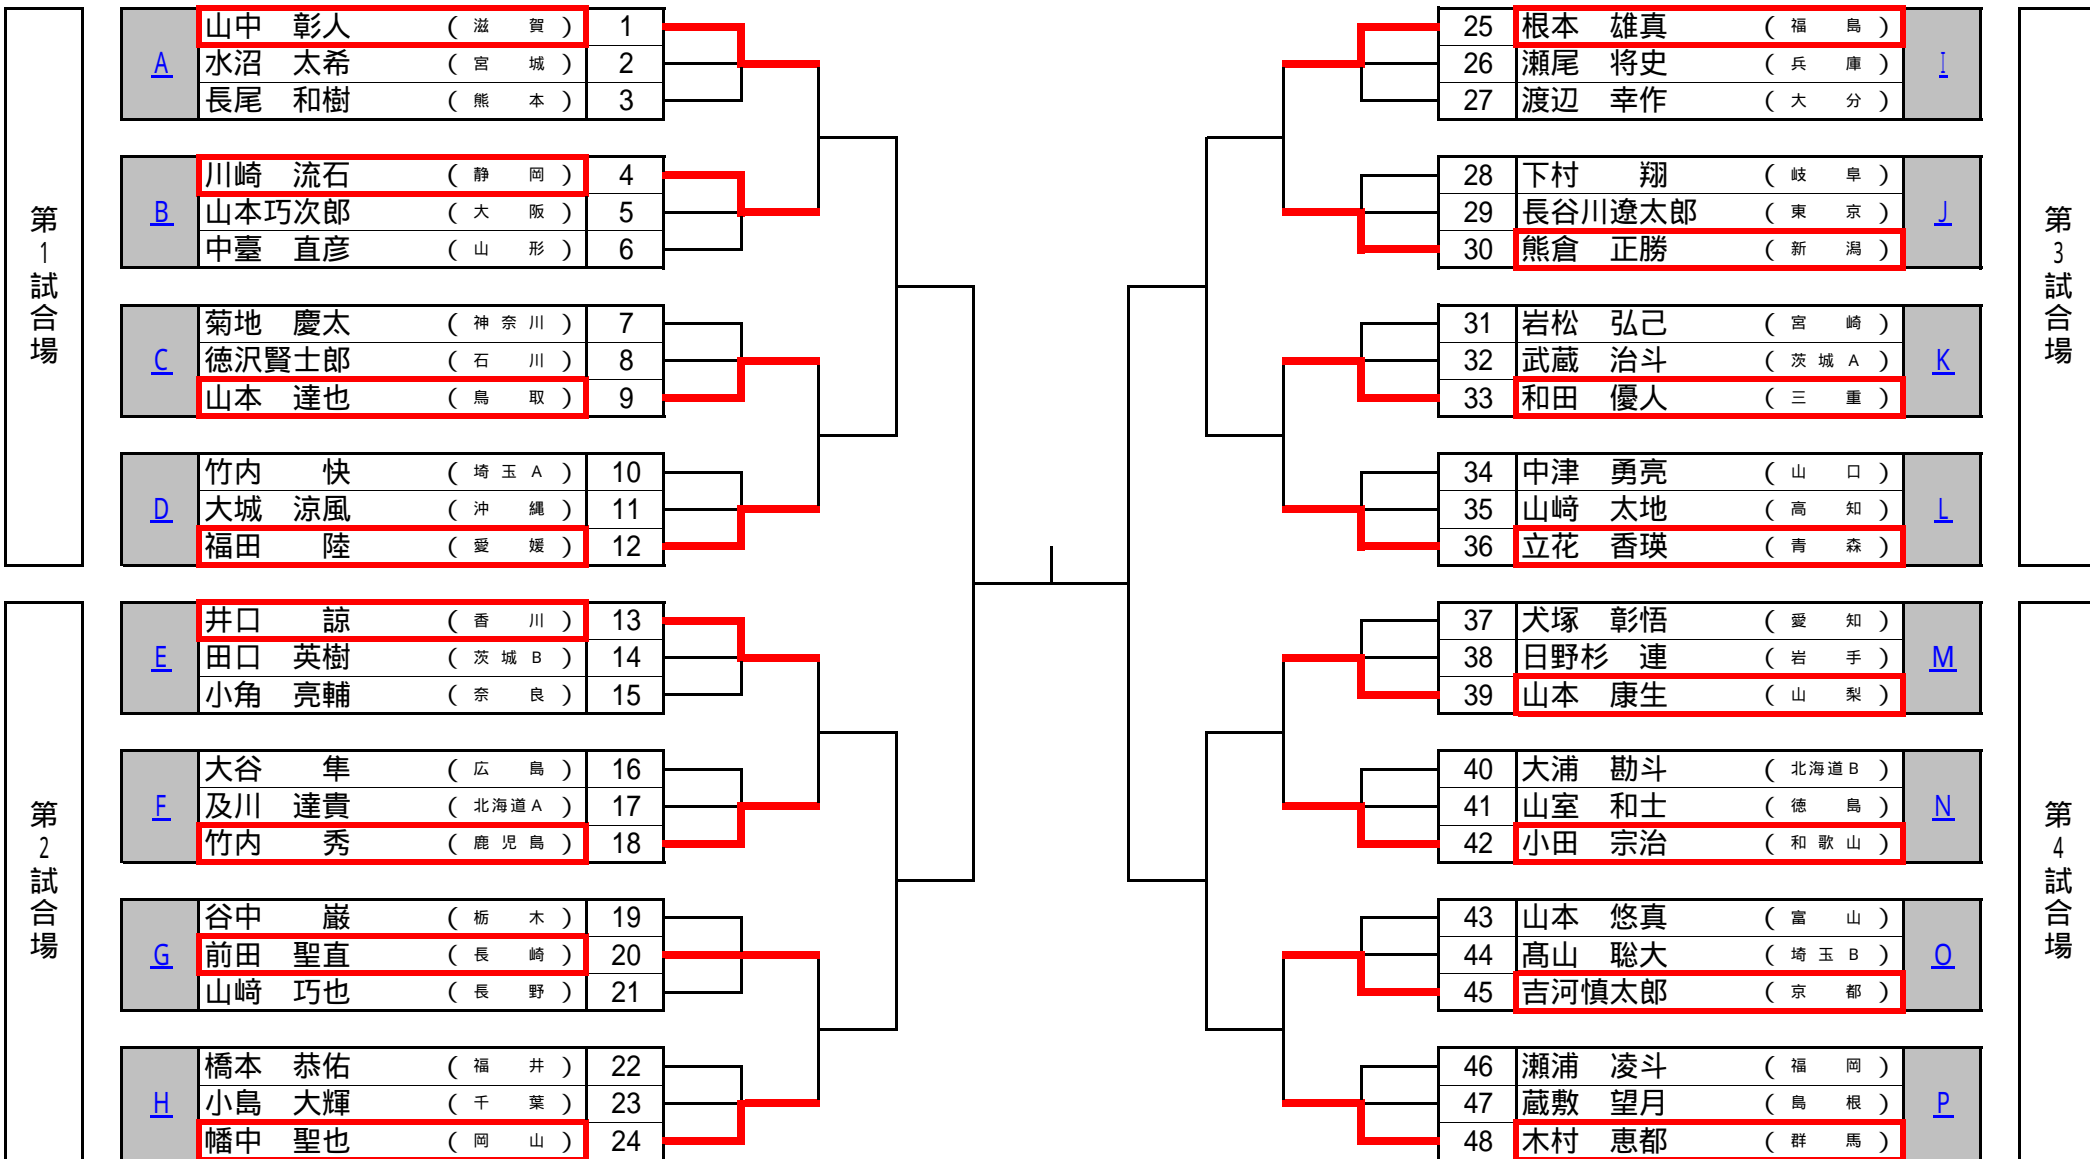 第1試合場
A
山中 彰人 (滋賀) 1
水沼 太希 (宮城) 2
長尾 和樹 (熊本) 3
B
川崎 流石 (静岡) 4
山本巧次郎 (大阪) 5
中臺 直彦 (山形) 6
C
菊地 慶太 (神奈川) 7
徳沢賢士郎 (石川) 8
山本 達也 (鳥取) 9
D
竹内 快 (埼玉A) 10
大城 涼風 (沖縄) 11
福田 陸 (愛媛) 12
第2試合場
E
井口 諒 (香川) 13
田口 英樹 (茨城B) 14
小角 亮輔 (奈良) 15
F
大谷 隼 (広島) 16
及川 達貴 (北海道A) 17
竹内 秀 (鹿児島) 18
G
谷中 巌 (栃木) 19
前田 聖直 (長崎) 20
山﨑 巧也 (長野) 21
H
橋本 恭佑 (福井) 22
小島 大輝 (千葉) 23
幡中 聖也 (岡山) 24
第3試合場
I
25 根本 雄真 (福島)
26 瀬尾 将史 (兵庫)
27 渡辺 幸作 (大分)
J
28 下村 翔 (岐阜)
29 長谷川遼太郎 (東京)
30 熊倉 正勝 (新潟)
K
31 岩松 弘己 (宮崎)
32 武蔵 治斗 (茨城A)
33 和田 優人 (三重)
L
34 中津 勇亮 (山口)
35 山﨑 太地 (高知)
36 立花 香瑛 (青森)
第4試合場
M
37 犬塚 彰悟 (愛知)
38 日野杉 連 (岩手)
39 山本 康生 (山梨)
N
40 大浦 勘斗 (北海道B)
41 山室 和士 (徳島)
42 小田 宗治 (和歌山)
O
43 山本 悠真 (富山)
44 髙山 聡大 (埼玉B)
45 吉河慎太郎 (京都)
P
46 瀬浦 凌斗 (福岡)
47 蔵敷 望月 (島根)
48 木村 恵都 (群馬)